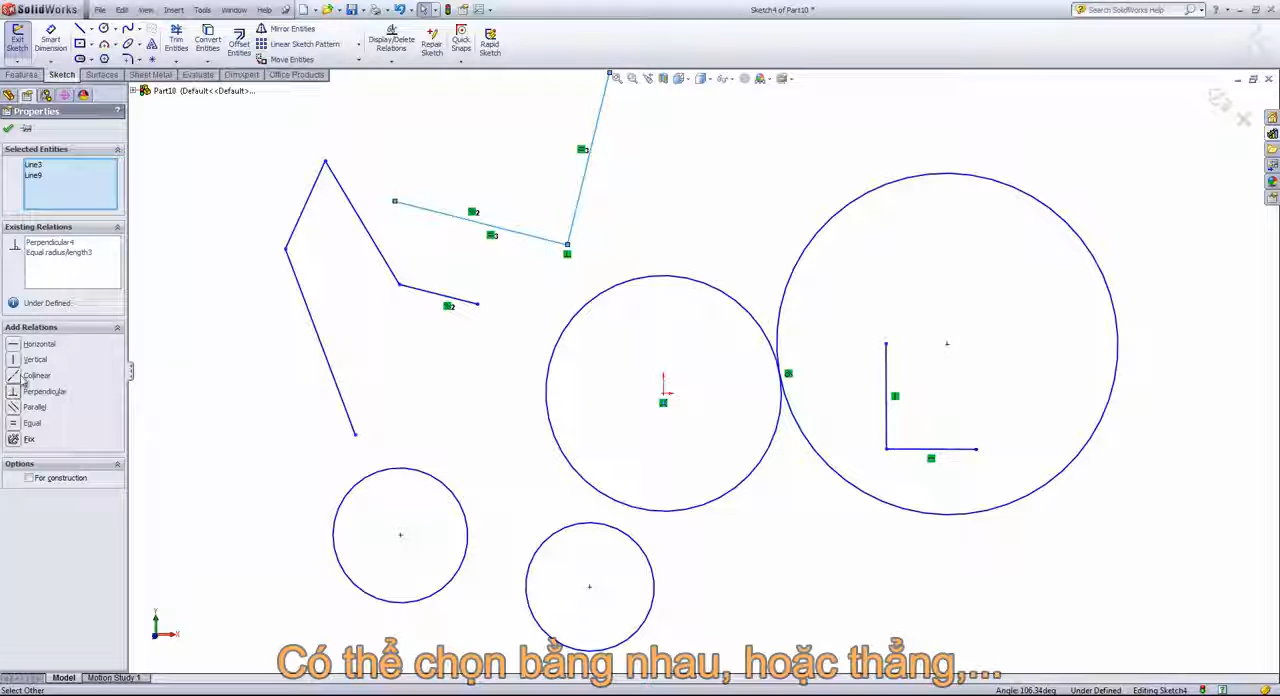 SolidWorks File Edit View Insert Tools Window Help Sketch4 of Part10 * Search SolidWorks Help
Exit Sketch Smart Dimension Trim Entities Convert Entities Offset Entities Mirror Entities Linear Sketch Pattern Move Entities Display/Delete Relations Repair Sketch Quick Snaps Rapid Sketch
Features Sketch Surfaces Sheet Metal Evaluate DimXpert Office Products
Part10 (Default<<Default>...
Properties ?
Selected Entities
Line3
Line9
Existing Relations
Perpendicular4
Equal radius/length3
Under Defined
Add Relations
Horizontal
Vertical
Collinear
Perpendicular
Parallel
Equal
Fix
Options
For construction
3
2
3
2
Y
X
Có thể chọn bằng nhau, hoặc thẳng,...
Model Motion Study 1
Select Other Angle: 106.34deg Under Defined Editing Sketch4